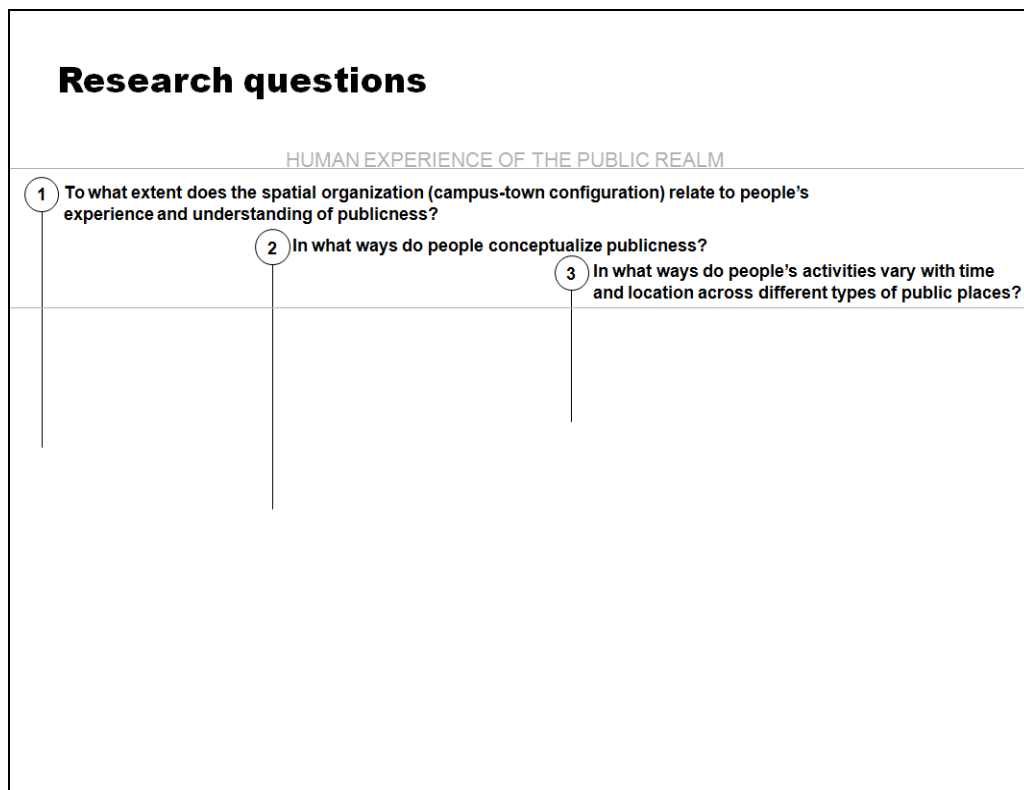 Research questions
HUMAN EXPERIENCE OF THE PUBLIC REALM
1
To what extent does the spatial organization (campus-town configuration) relate to people’s
experience and understanding of publicness?
2
In what ways do people conceptualize publicness?
3
In what ways do people’s activities vary with time
and location across different types of public places?